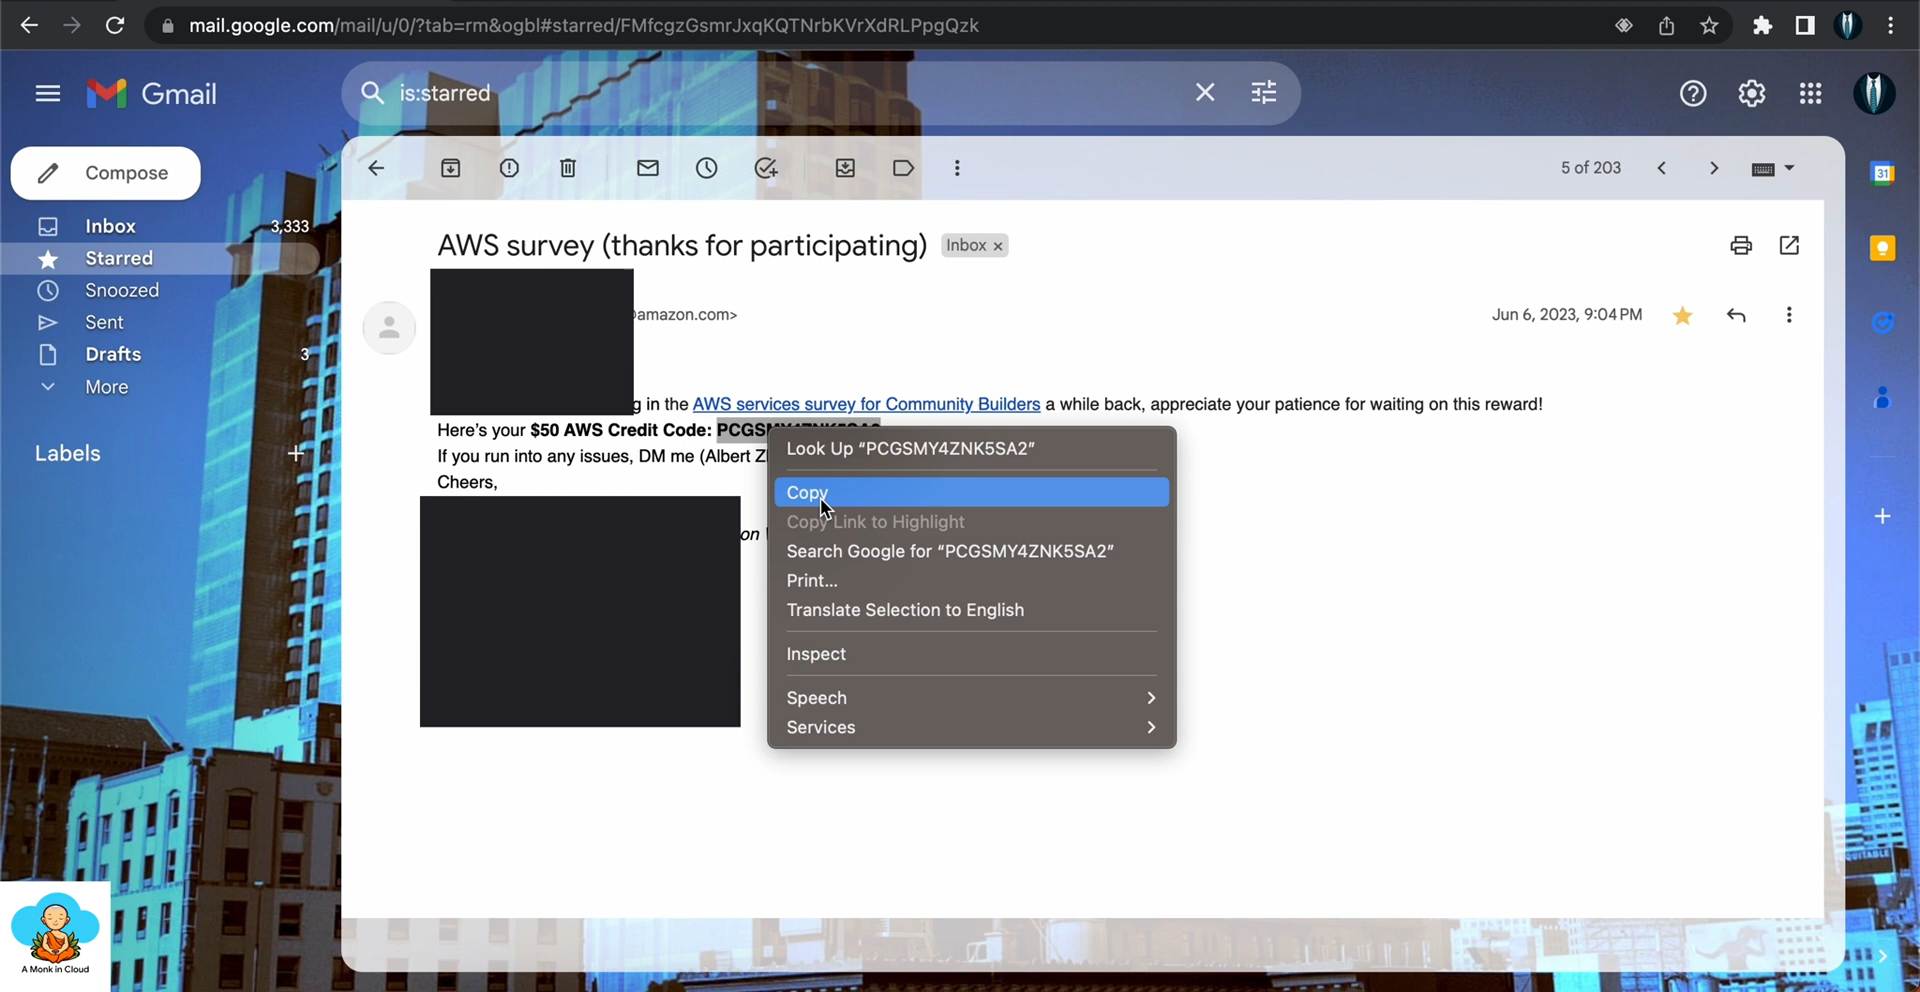 mail.google.com/mail/u/0/?tab=rm&ogbl#starred/FMfcgzGsmrJxqKQTNrbKVrXdRLPpgQzk
Gmail
is:starred
Compose
5 of 203
31
Inbox 3,333
Starred
Snoozed
Sent
Drafts 3
More
Labels
AWS survey (thanks for participating) Inbox ×
amazon.com>
Jun 6, 2023, 9:04 PM
g in the AWS services survey for Community Builders a while back, appreciate your patience for waiting on this reward!
Here's your $50 AWS Credit Code: PCGSMY4ZNK5SA2
If you run into any issues, DM me (Albert
Cheers,
on
Look Up “PCGSMY4ZNK5SA2”
Copy
Copy Link to Highlight
Search Google for “PCGSMY4ZNK5SA2”
Print...
Translate Selection to English
Inspect
Speech
Services
EQUITABLE
A Monk in Cloud